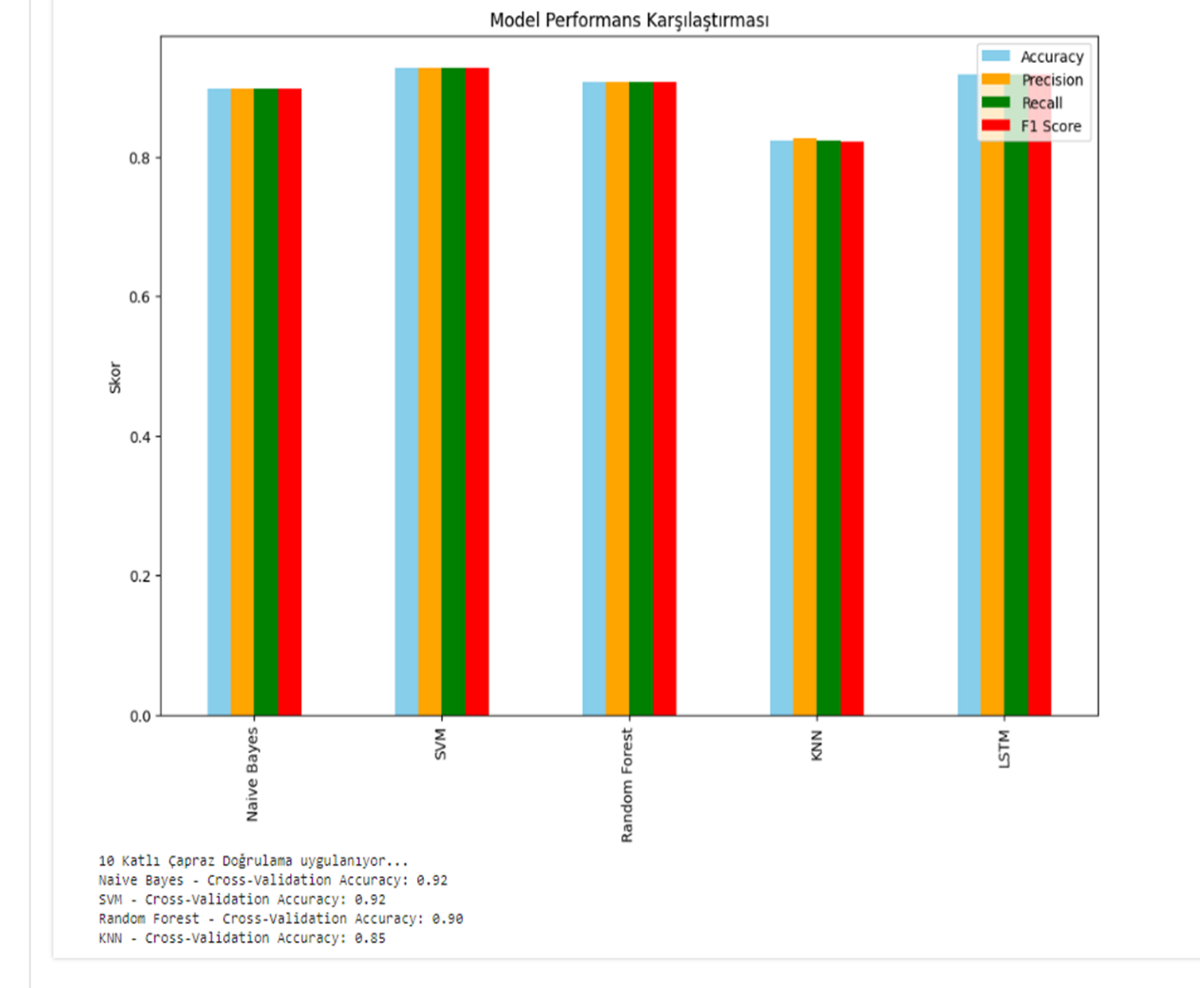 Model Performans Karşılaştırması
Accuracy
Precision
Recall
F1 Score
Skor
0.8
0.6
0.4
0.2
0.0
Naive Bayes
SVM
Random Forest
KNN
LSTM
10 Katlı Çapraz Doğrulama uygulanıyor...
Naive Bayes - Cross-Validation Accuracy: 0.92
SVM - Cross-Validation Accuracy: 0.92
Random Forest - Cross-Validation Accuracy: 0.90
KNN - Cross-Validation Accuracy: 0.85